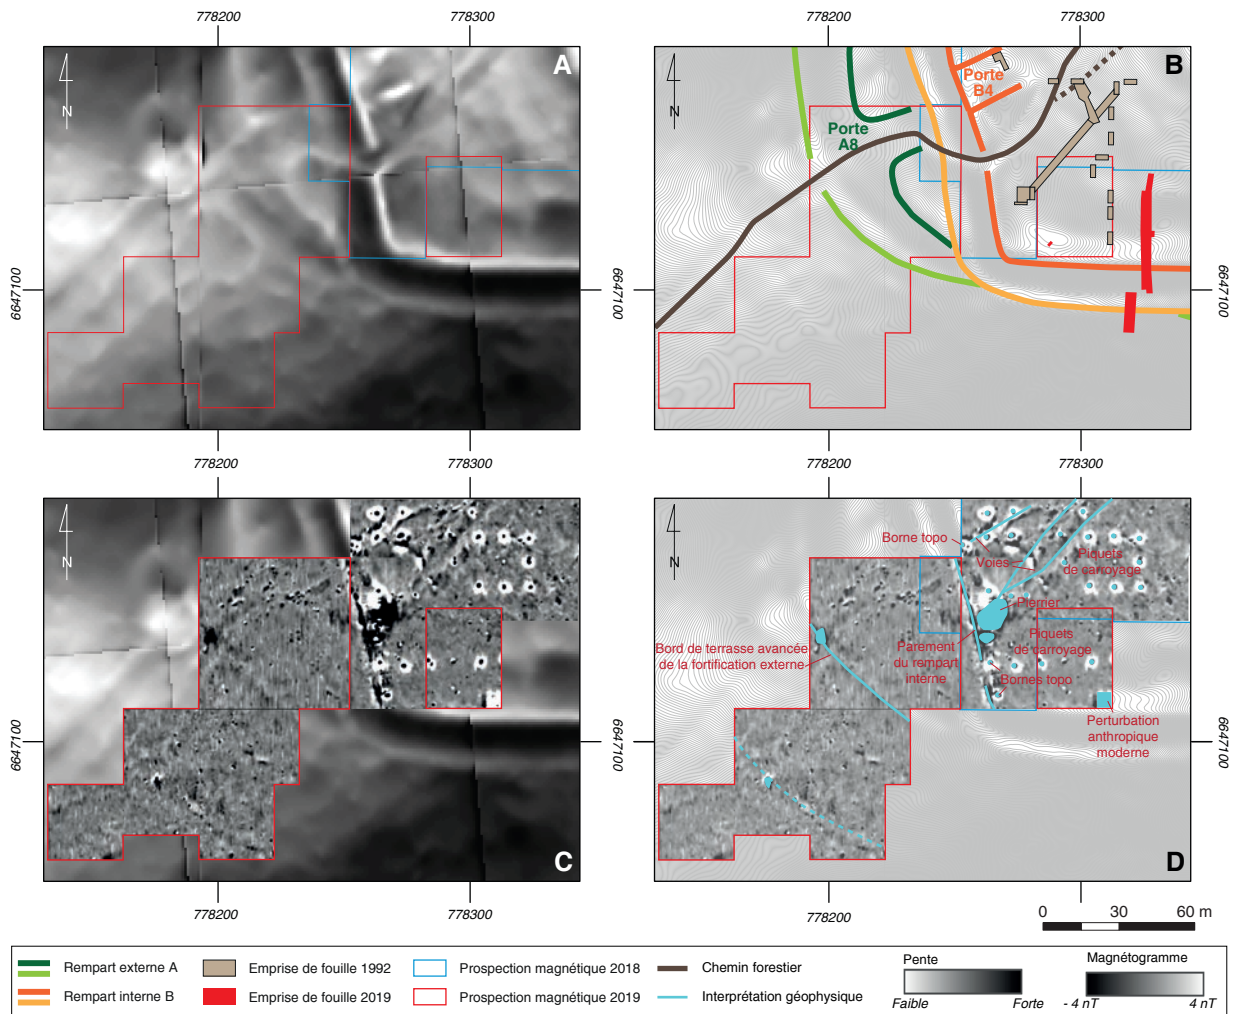 778200
778300
778200
778300
A
N
B
N
Porte
B4
Porte
A8
6647100
6647100
6647100
778200
778300
778200
778300
N
C
N
D
Borne topo
Voies
Piquets
de carroyage
Pierrier
Piquets
de carroyage
Bord de terrasse avancée
de la fortification externe
Parement
du rempart
interne
Bornes topo
Perturbation
anthropique
moderne
6647100
6647100
6647100
778200
778300
778200
0 30 60 m
Rempart externe A
Emprise de fouille 1992
Prospection magnétique 2018
Chemin forestier
Pente
Magnétogramme
Rempart interne B
Emprise de fouille 2019
Prospection magnétique 2019
Interprétation géophysique
Faible
Forte
- 4 nT
4 nT